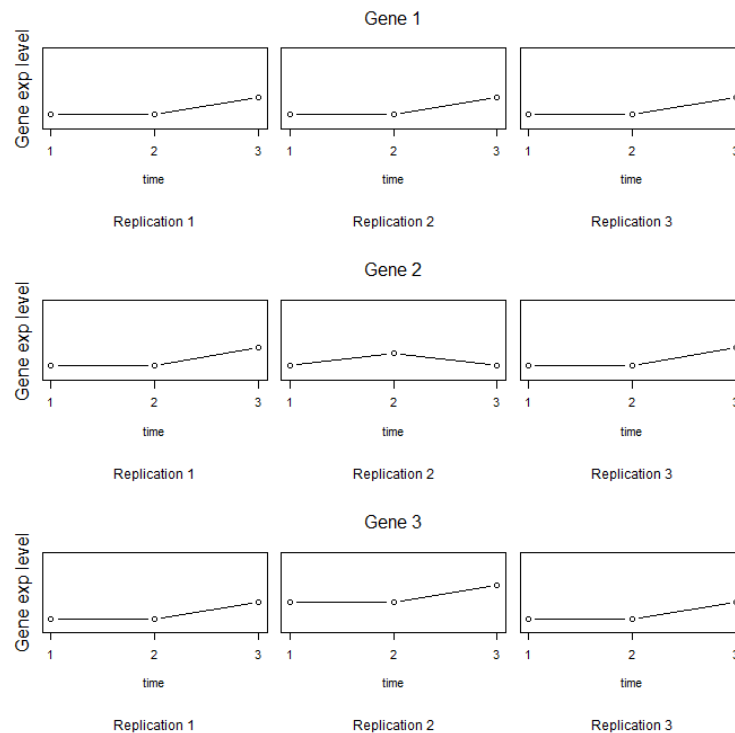 Gene 1
Gene exp level
1 2 3 1 2 3 1 2 3
time time time
Replication 1 Replication 2 Replication 3
Gene 2
Gene exp level
1 2 3 1 2 3 1 2 3
time time time
Replication 1 Replication 2 Replication 3
Gene 3
Gene exp level
1 2 3 1 2 3 1 2 3
time time time
Replication 1 Replication 2 Replication 3